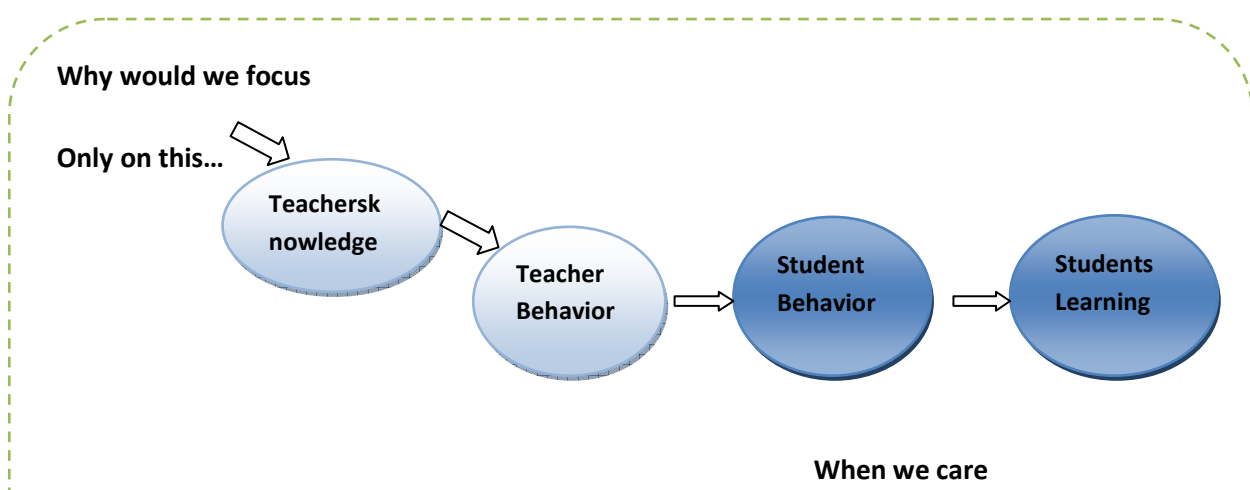 Why would we focus
Only on this…
Teachersk
nowledge
Teacher
Behavior
Student
Behavior
Students
Learning
When we care